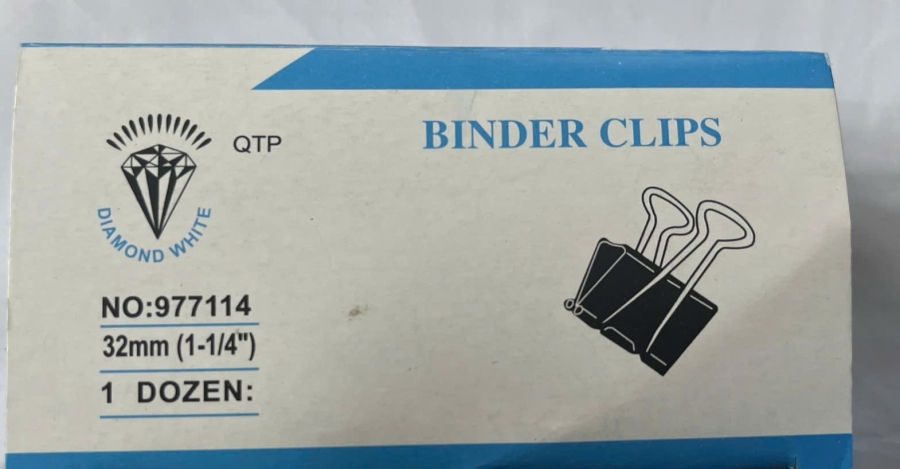 QTP
BINDER CLIPS
DIAMOND WHITE
NO:977114
32mm (1-1/4")
1 DOZEN: